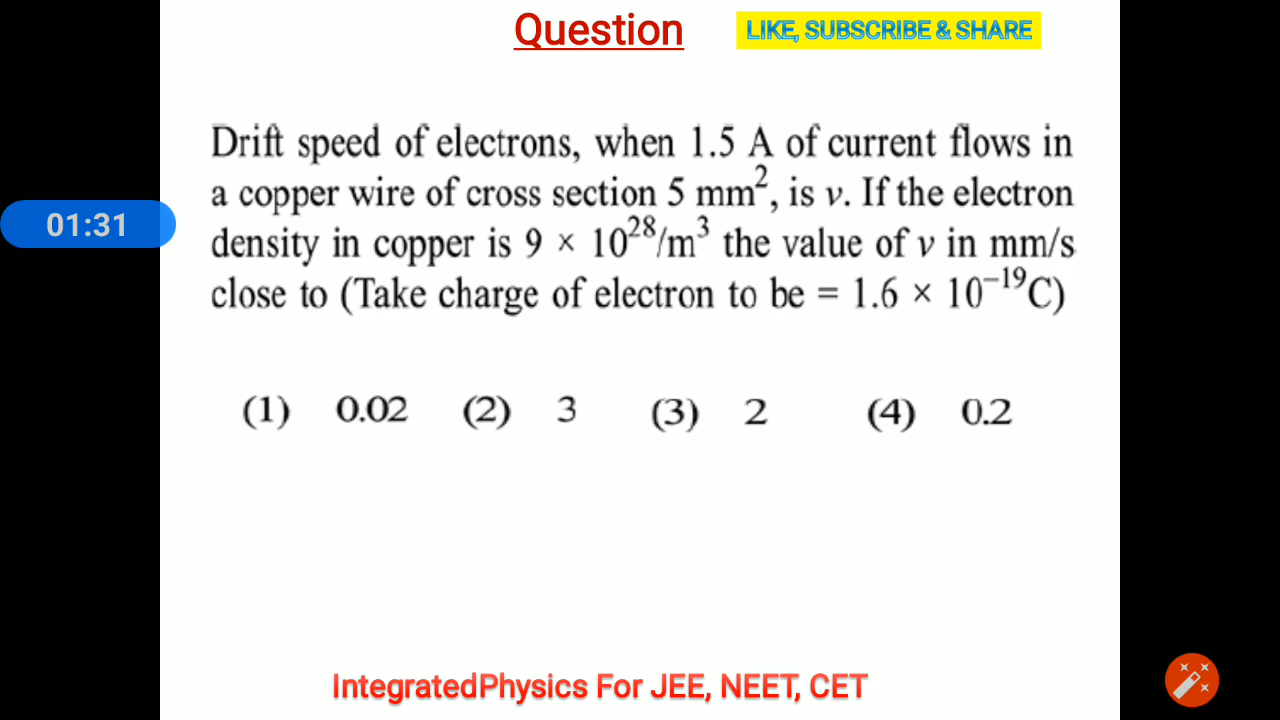 Question
LIKE, SUBSCRIBE & SHARE
Drift speed of electrons, when 1.5 A of current flows in
a copper wire of cross section 5 mm², is v. If the electron
01:31
density in copper is 9 × 10²⁸/m³ the value of v in mm/s
close to (Take charge of electron to be = 1.6 × 10⁻¹⁹C)
(1) 0.02 (2) 3 (3) 2 (4) 0.2
IntegratedPhysics For JEE, NEET, CET